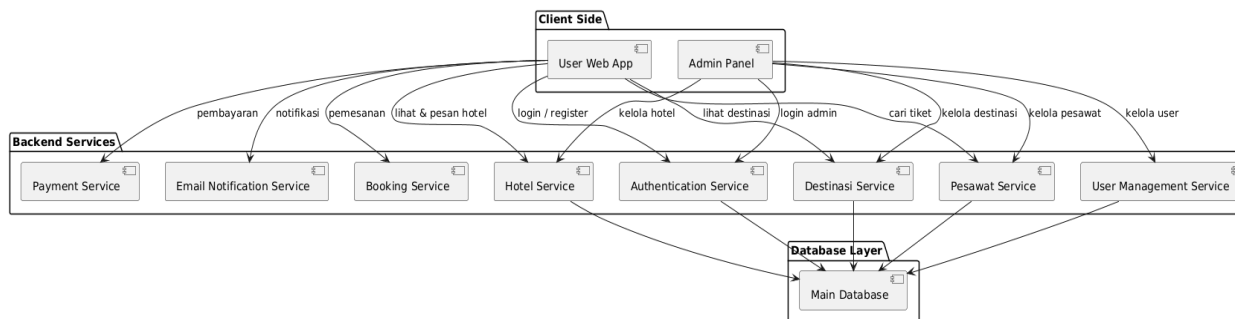 Client Side
User Web App
Admin Panel
pembayaran
notifikasi
pemesanan
lihat & pesan hotel
login / register
kelola hotel
lihat destinasi
login admin
cari tiket
kelola destinasi
kelola pesawat
kelola user
Backend Services
Payment Service
Email Notification Service
Booking Service
Hotel Service
Authentication Service
Destinasi Service
Pesawat Service
User Management Service
Database Layer
Main Database